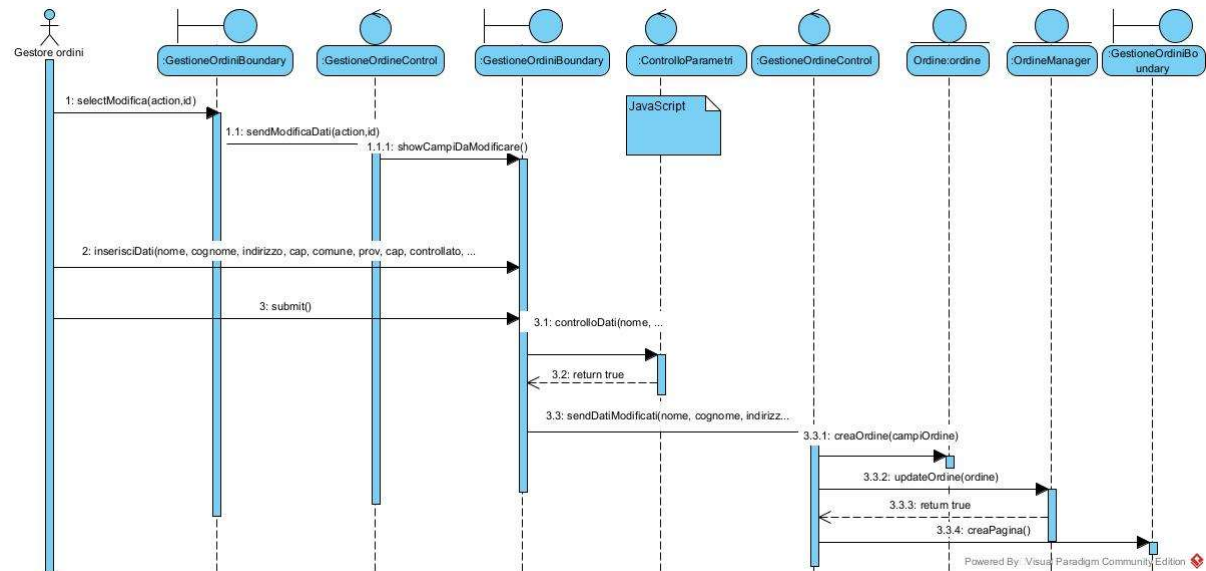 Gestore ordini
:GestioneOrdiniBoundary
:GestioneOrdineControl
:GestioneOrdiniBoundary
:ControlloParametri
:GestioneOrdineControl
Ordine:ordine
:OrdineManager
:GestioneOrdiniBo
undary
JavaScript
1: selectModifica(action,id)
1.1: sendModificaDati(action,id)
1.1.1: showCampiDaModificare()
2: inserisciDati(nome, cognome, indirizzo, cap, comune, prov, cap, controllato, ...
3: submit()
3.1: controlloDati(nome, ...
3.2: return true
3.3: sendDatiModificati(nome, cognome, indirizz...
3.3.1: creaOrdine(campiOrdine)
3.3.2: updateOrdine(ordine)
3.3.3: return true
3.3.4: creaPagina()
Powered By Visual Paradigm Community Edition